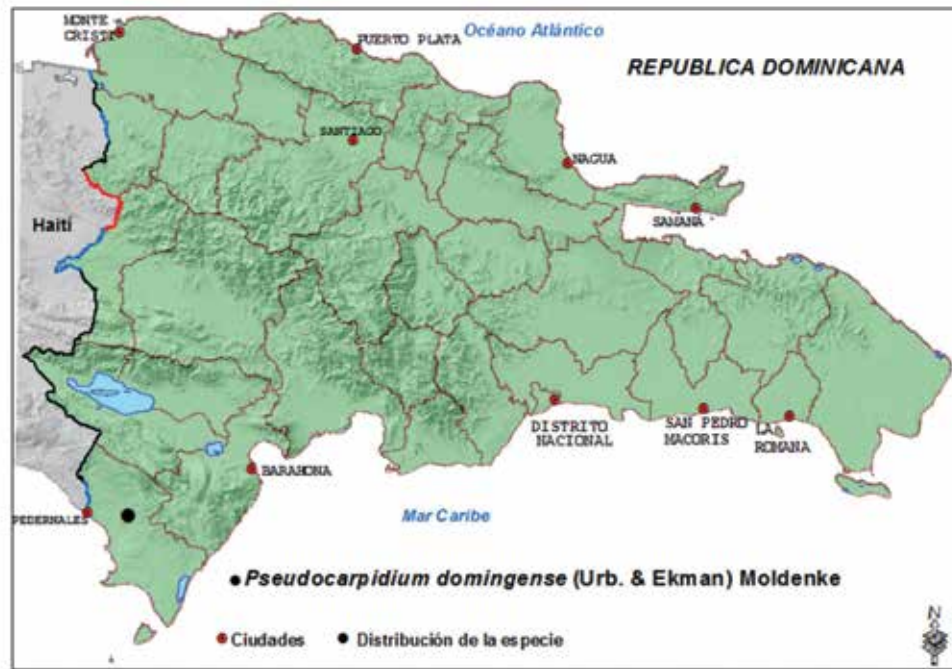 MONTE
CRISTI
PUERTO PLATA
Océano Atlántico
REPUBLICA DOMINICANA
SANTIAGO
NAGUA
SAMANA
Haití
DISTRITO
NACIONAL
SAN PEDRO
MACORIS
LA
ROMANA
BARAHONA
PEDERNALES
Mar Caribe
Pseudocarpidium domingense (Urb. & Ekman) Moldenke
Ciudades
Distribución de la especie
N